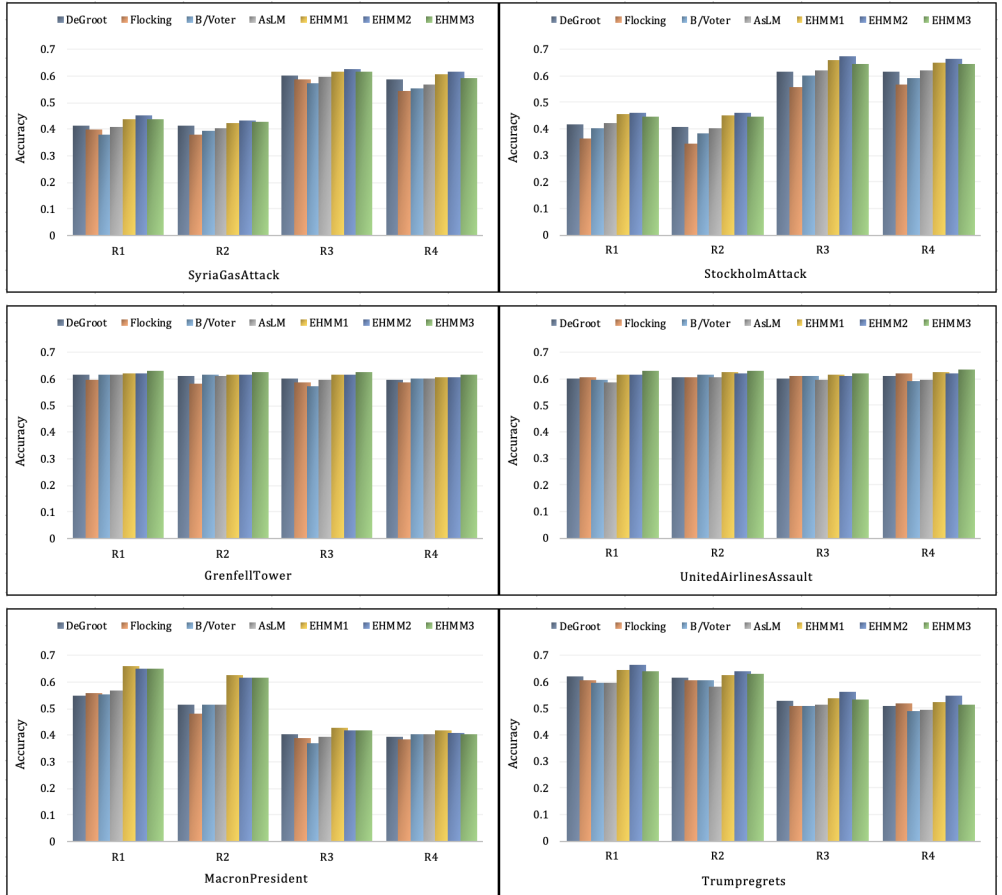 DeGroot Flocking B/Voter AsLM EHMM1 EHMM2 EHMM3
0.7
0.6
0.5
0.4
0.3
0.2
0.1
0
Accuracy
R1 R2 R3 R4
SyriaGasAttack
DeGroot Flocking B/Voter AsLM EHMM1 EHMM2 EHMM3
0.7
0.6
0.5
0.4
0.3
0.2
0.1
0
Accuracy
R1 R2 R3 R4
StockholmAttack
DeGroot Flocking B/Voter AsLM EHMM1 EHMM2 EHMM3
0.7
0.6
0.5
0.4
0.3
0.2
0.1
0
Accuracy
R1 R2 R3 R4
GrenfellTower
DeGroot Flocking B/Voter AsLM EHMM1 EHMM2 EHMM3
0.7
0.6
0.5
0.4
0.3
0.2
0.1
0
Accuracy
R1 R2 R3 R4
UnitedAirlinesAssault
DeGroot Flocking B/Voter AsLM EHMM1 EHMM2 EHMM3
0.7
0.6
0.5
0.4
0.3
0.2
0.1
0
Accuracy
R1 R2 R3 R4
MacronPresident
DeGroot Flocking B/Voter AsLM EHMM1 EHMM2 EHMM3
0.7
0.6
0.5
0.4
0.3
0.2
0.1
0
Accuracy
R1 R2 R3 R4
Trumpregrets